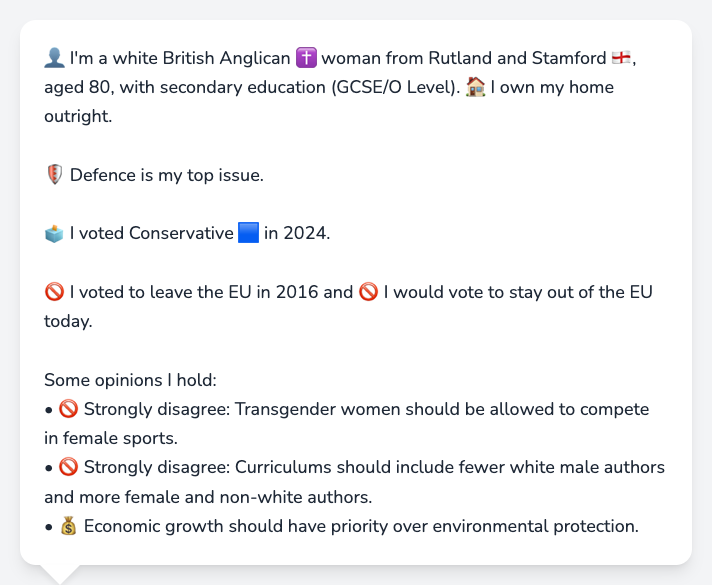 👤 I'm a white British Anglican ✝️ woman from Rutland and Stamford 🏴󠁧󠁢󠁥󠁮󠁧󠁿,
aged 80, with secondary education (GCSE/O Level). 🏠 I own my home
outright.
🛡️ Defence is my top issue.
🗳️ I voted Conservative 🟦 in 2024.
🚫 I voted to leave the EU in 2016 and 🚫 I would vote to stay out of the EU
today.
Some opinions I hold:
• 🚫 Strongly disagree: Transgender women should be allowed to compete
in female sports.
• 🚫 Strongly disagree: Curriculums should include fewer white male authors
and more female and non-white authors.
• 💰 Economic growth should have priority over environmental protection.